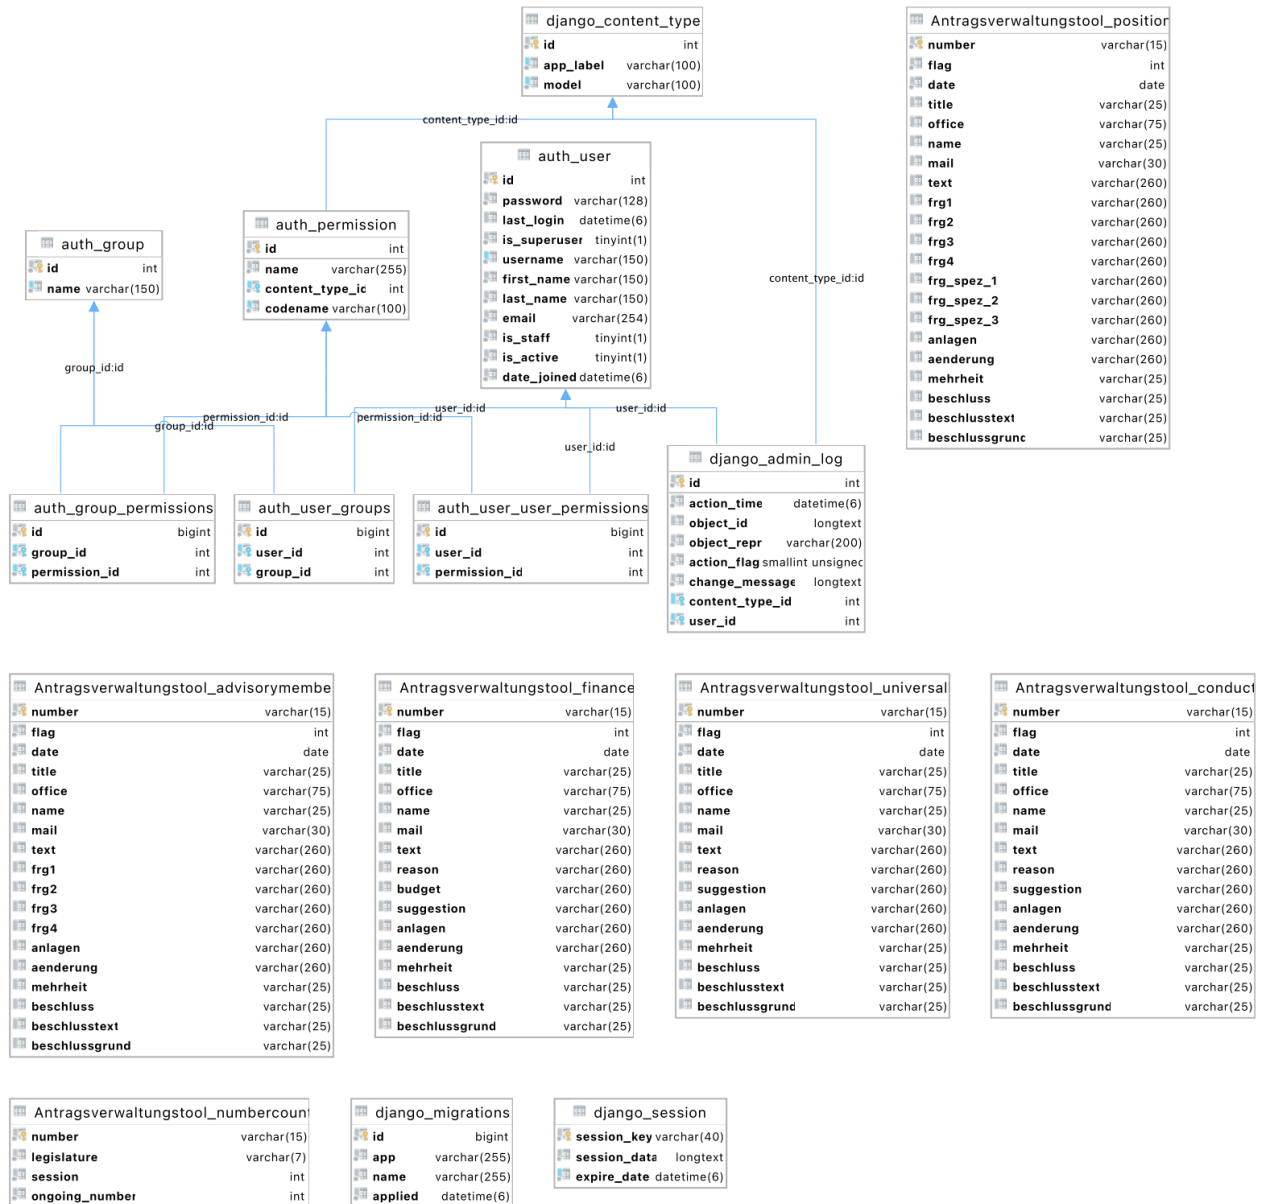 django_content_type
id int
app_label varchar(100)
model varchar(100)
Antragsverwaltungstool_position
number varchar(15)
flag int
date date
title varchar(25)
office varchar(75)
name varchar(25)
mail varchar(30)
text varchar(260)
frg1 varchar(260)
frg2 varchar(260)
frg3 varchar(260)
frg4 varchar(260)
frg_spez_1 varchar(260)
frg_spez_2 varchar(260)
frg_spez_3 varchar(260)
anlagen varchar(260)
aenderung varchar(260)
mehrheit varchar(25)
beschluss varchar(25)
beschlusstext varchar(25)
beschlussgrund varchar(25)
content_type_id:id
auth_user
id int
password varchar(128)
last_login datetime(6)
is_superuser tinyint(1)
username varchar(150)
first_name varchar(150)
last_name varchar(150)
email varchar(254)
is_staff tinyint(1)
is_active tinyint(1)
date_joined datetime(6)
auth_permission
id int
name varchar(255)
content_type_id int
codename varchar(100)
auth_group
id int
name varchar(150)
content_type_id:id
group_id:id
permission_id:id
group_id:id
permission_id:id
user_id:id
user_id:id
user_id:id
django_admin_log
id int
action_time datetime(6)
object_id longtext
object_repr varchar(200)
action_flag smallint unsigned
change_message longtext
content_type_id int
user_id int
auth_group_permissions
id bigint
group_id int
permission_id int
auth_user_groups
id bigint
user_id int
group_id int
auth_user_user_permissions
id bigint
user_id int
permission_id int
Antragsverwaltungstool_advisorymembe
number varchar(15)
flag int
date date
title varchar(25)
office varchar(75)
name varchar(25)
mail varchar(30)
text varchar(260)
frg1 varchar(260)
frg2 varchar(260)
frg3 varchar(260)
frg4 varchar(260)
anlagen varchar(260)
aenderung varchar(260)
mehrheit varchar(25)
beschluss varchar(25)
beschlusstext varchar(25)
beschlussgrund varchar(25)
Antragsverwaltungstool_finance
number varchar(15)
flag int
date date
title varchar(25)
office varchar(75)
name varchar(25)
mail varchar(30)
text varchar(260)
reason varchar(260)
budget varchar(260)
suggestion varchar(260)
anlagen varchar(260)
aenderung varchar(260)
mehrheit varchar(25)
beschluss varchar(25)
beschlusstext varchar(25)
beschlussgrund varchar(25)
Antragsverwaltungstool_universal
number varchar(15)
flag int
date date
title varchar(25)
office varchar(75)
name varchar(25)
mail varchar(30)
text varchar(260)
reason varchar(260)
suggestion varchar(260)
anlagen varchar(260)
aenderung varchar(260)
mehrheit varchar(25)
beschluss varchar(25)
beschlusstext varchar(25)
beschlussgrund varchar(25)
Antragsverwaltungstool_conduct
number varchar(15)
flag int
date date
title varchar(25)
office varchar(75)
name varchar(25)
mail varchar(30)
text varchar(260)
reason varchar(260)
suggestion varchar(260)
anlagen varchar(260)
aenderung varchar(260)
mehrheit varchar(25)
beschluss varchar(25)
beschlusstext varchar(25)
beschlussgrund varchar(25)
Antragsverwaltungstool_numbercount
number varchar(15)
legislature varchar(7)
session int
ongoing_number int
django_migrations
id bigint
app varchar(255)
name varchar(255)
applied datetime(6)
django_session
session_key varchar(40)
session_data longtext
expire_date datetime(6)